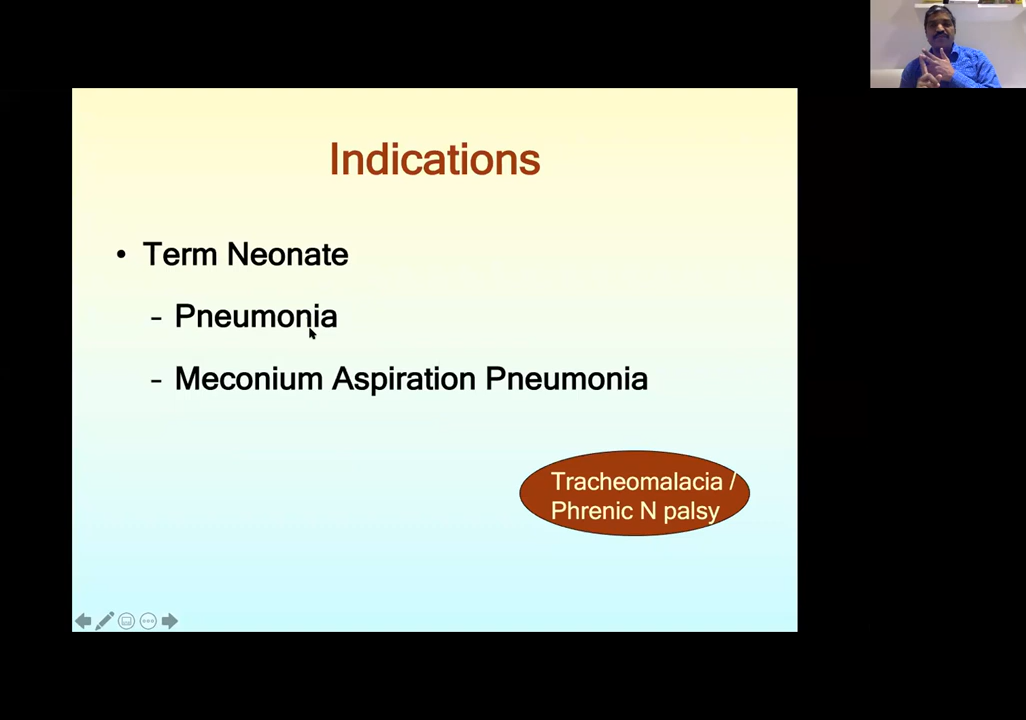 Indications
• Term Neonate
- Pneumonia
- Meconium Aspiration Pneumonia
Tracheomalacia /
Phrenic N palsy